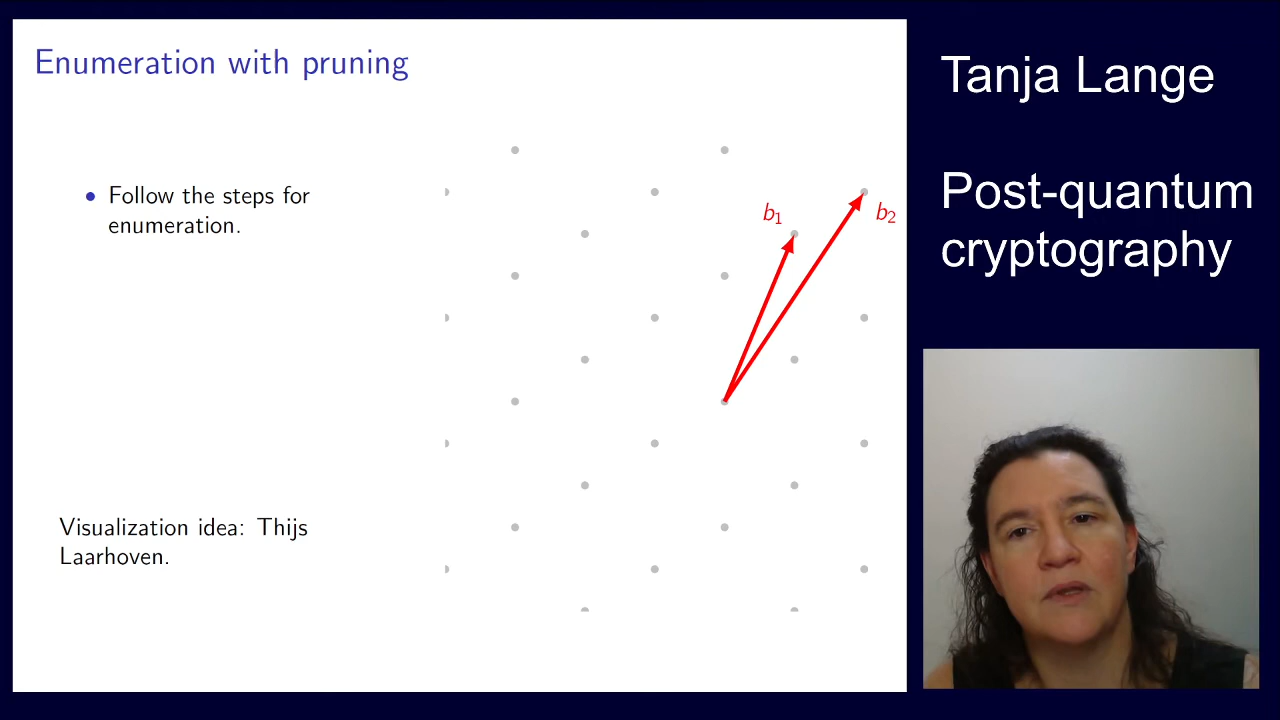 Enumeration with pruning
• Follow the steps for
enumeration.
b₁
b₂
Visualization idea: Thijs
Laarhoven.
Tanja Lange
Post-quantum
cryptography